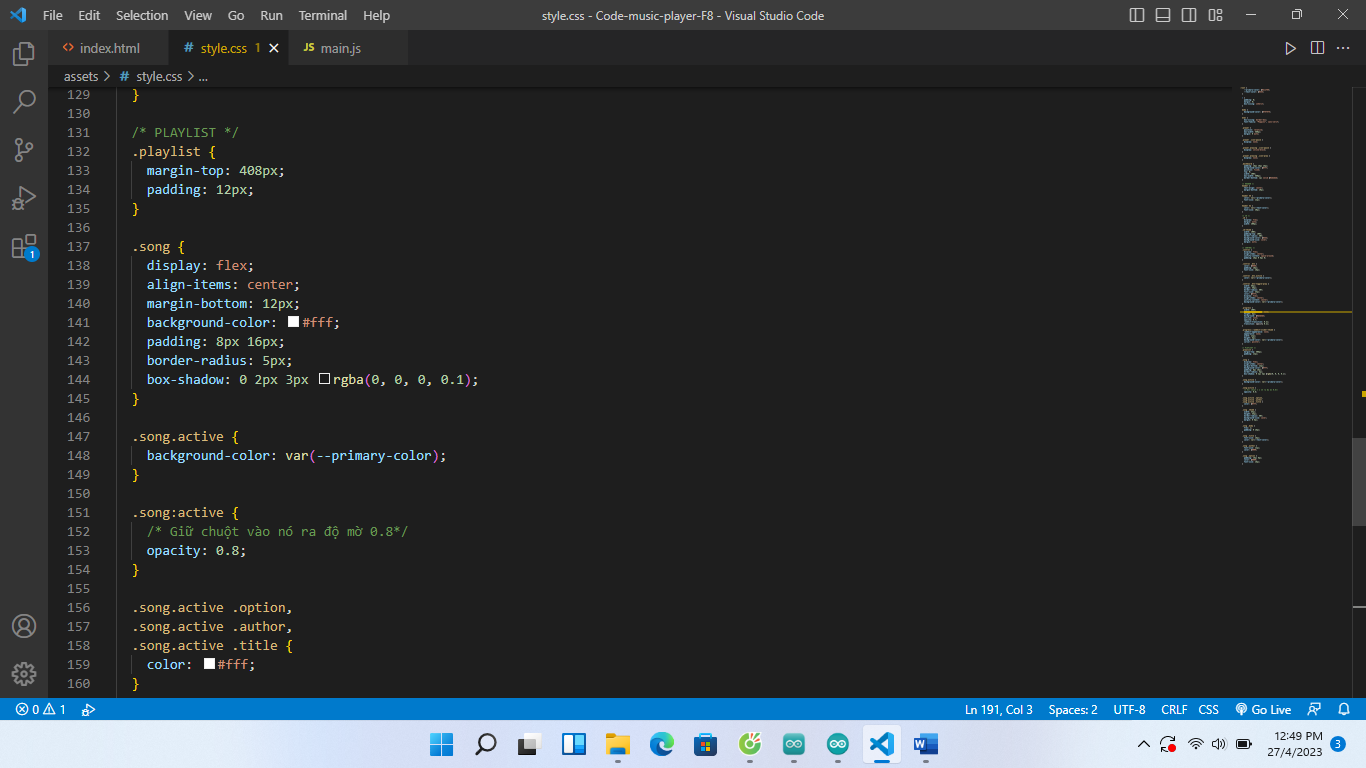 File Edit Selection View Go Run Terminal Help style.css - Code-music-player-F8 - Visual Studio Code
index.html # style.css 1 JS main.js
assets > # style.css > ...
129 }
130
131 /* PLAYLIST */
132 .playlist {
133 margin-top: 408px;
134 padding: 12px;
135 }
136
137 .song {
138 display: flex;
139 align-items: center;
140 margin-bottom: 12px;
141 background-color: #fff;
142 padding: 8px 16px;
143 border-radius: 5px;
144 box-shadow: 0 2px 3px rgba(0, 0, 0, 0.1);
145 }
146
147 .song.active {
148 background-color: var(--primary-color);
149 }
150
151 .song:active {
152 /* Giữ chuột vào nó ra độ mờ 0.8*/
153 opacity: 0.8;
154 }
155
156 .song.active .option,
157 .song.active .author,
158 .song.active .title {
159 color: #fff;
160 }
1
0 1 Ln 191, Col 3 Spaces: 2 UTF-8 CRLF CSS Go Live
W 12:49 PM
27/4/2023 3